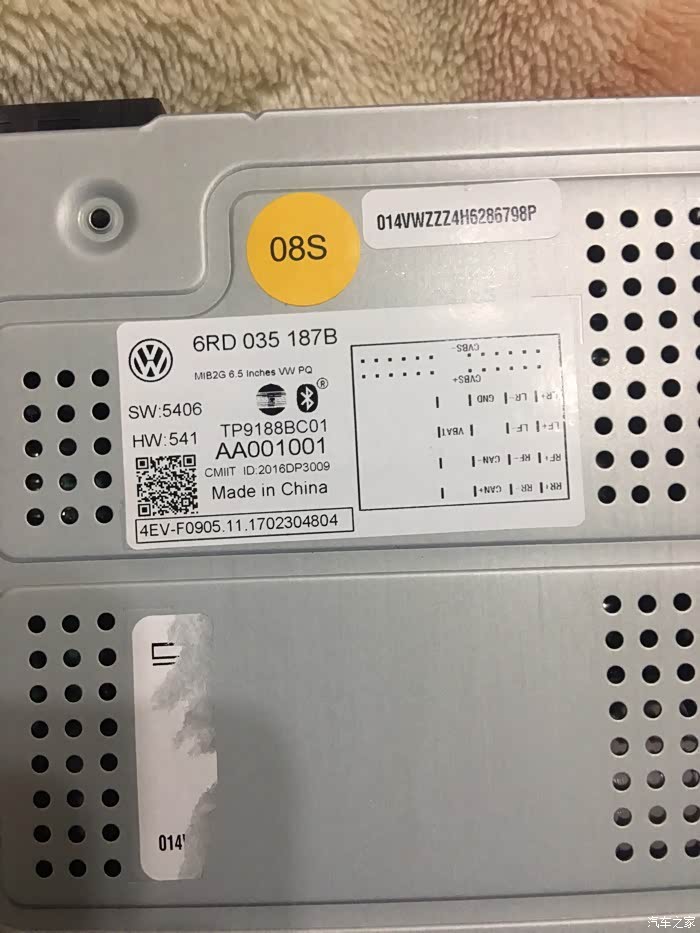 014VWZZZ4H6286798P
08S
6RD 035 187B
MIB2G 6.5 inches VW PQ
SW:5406
TP9188BC01
HW:541
AA001001
CMIIT ID:2016DP3009
Made in China
4EV-F0905.11.1702304804
CVBS-
CVBS+
GND LR- LR+
VBAT LF- LF+
CAN- RF- RF+
CAN+ RR- RR+
014
汽车之家